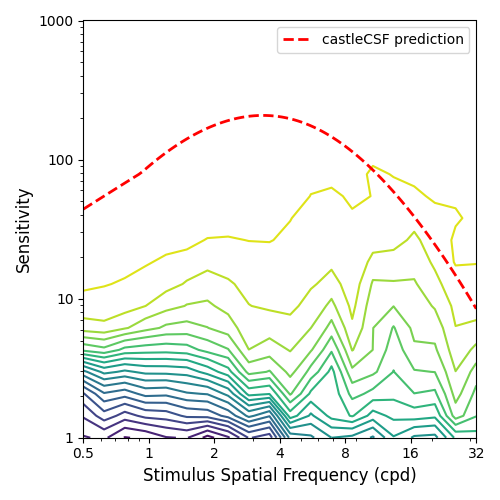 1000
castleCSF prediction
100
Sensitivity
10
1
0.5 1 2 4 8 16 32
Stimulus Spatial Frequency (cpd)